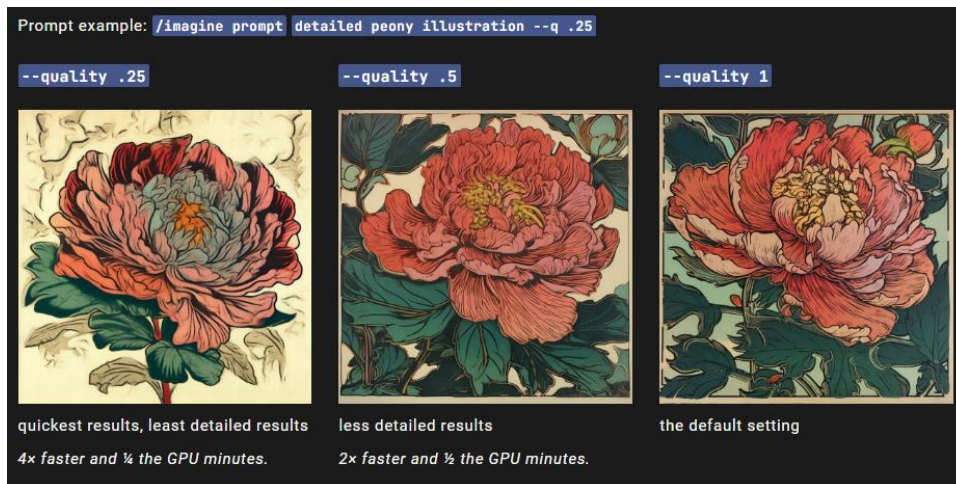 Prompt example: /imagine prompt detailed peony illustration --q .25
--quality .25
--quality .5
--quality 1
quickest results, least detailed results
4× faster and ¼ the GPU minutes.
less detailed results
2× faster and ½ the GPU minutes.
the default setting